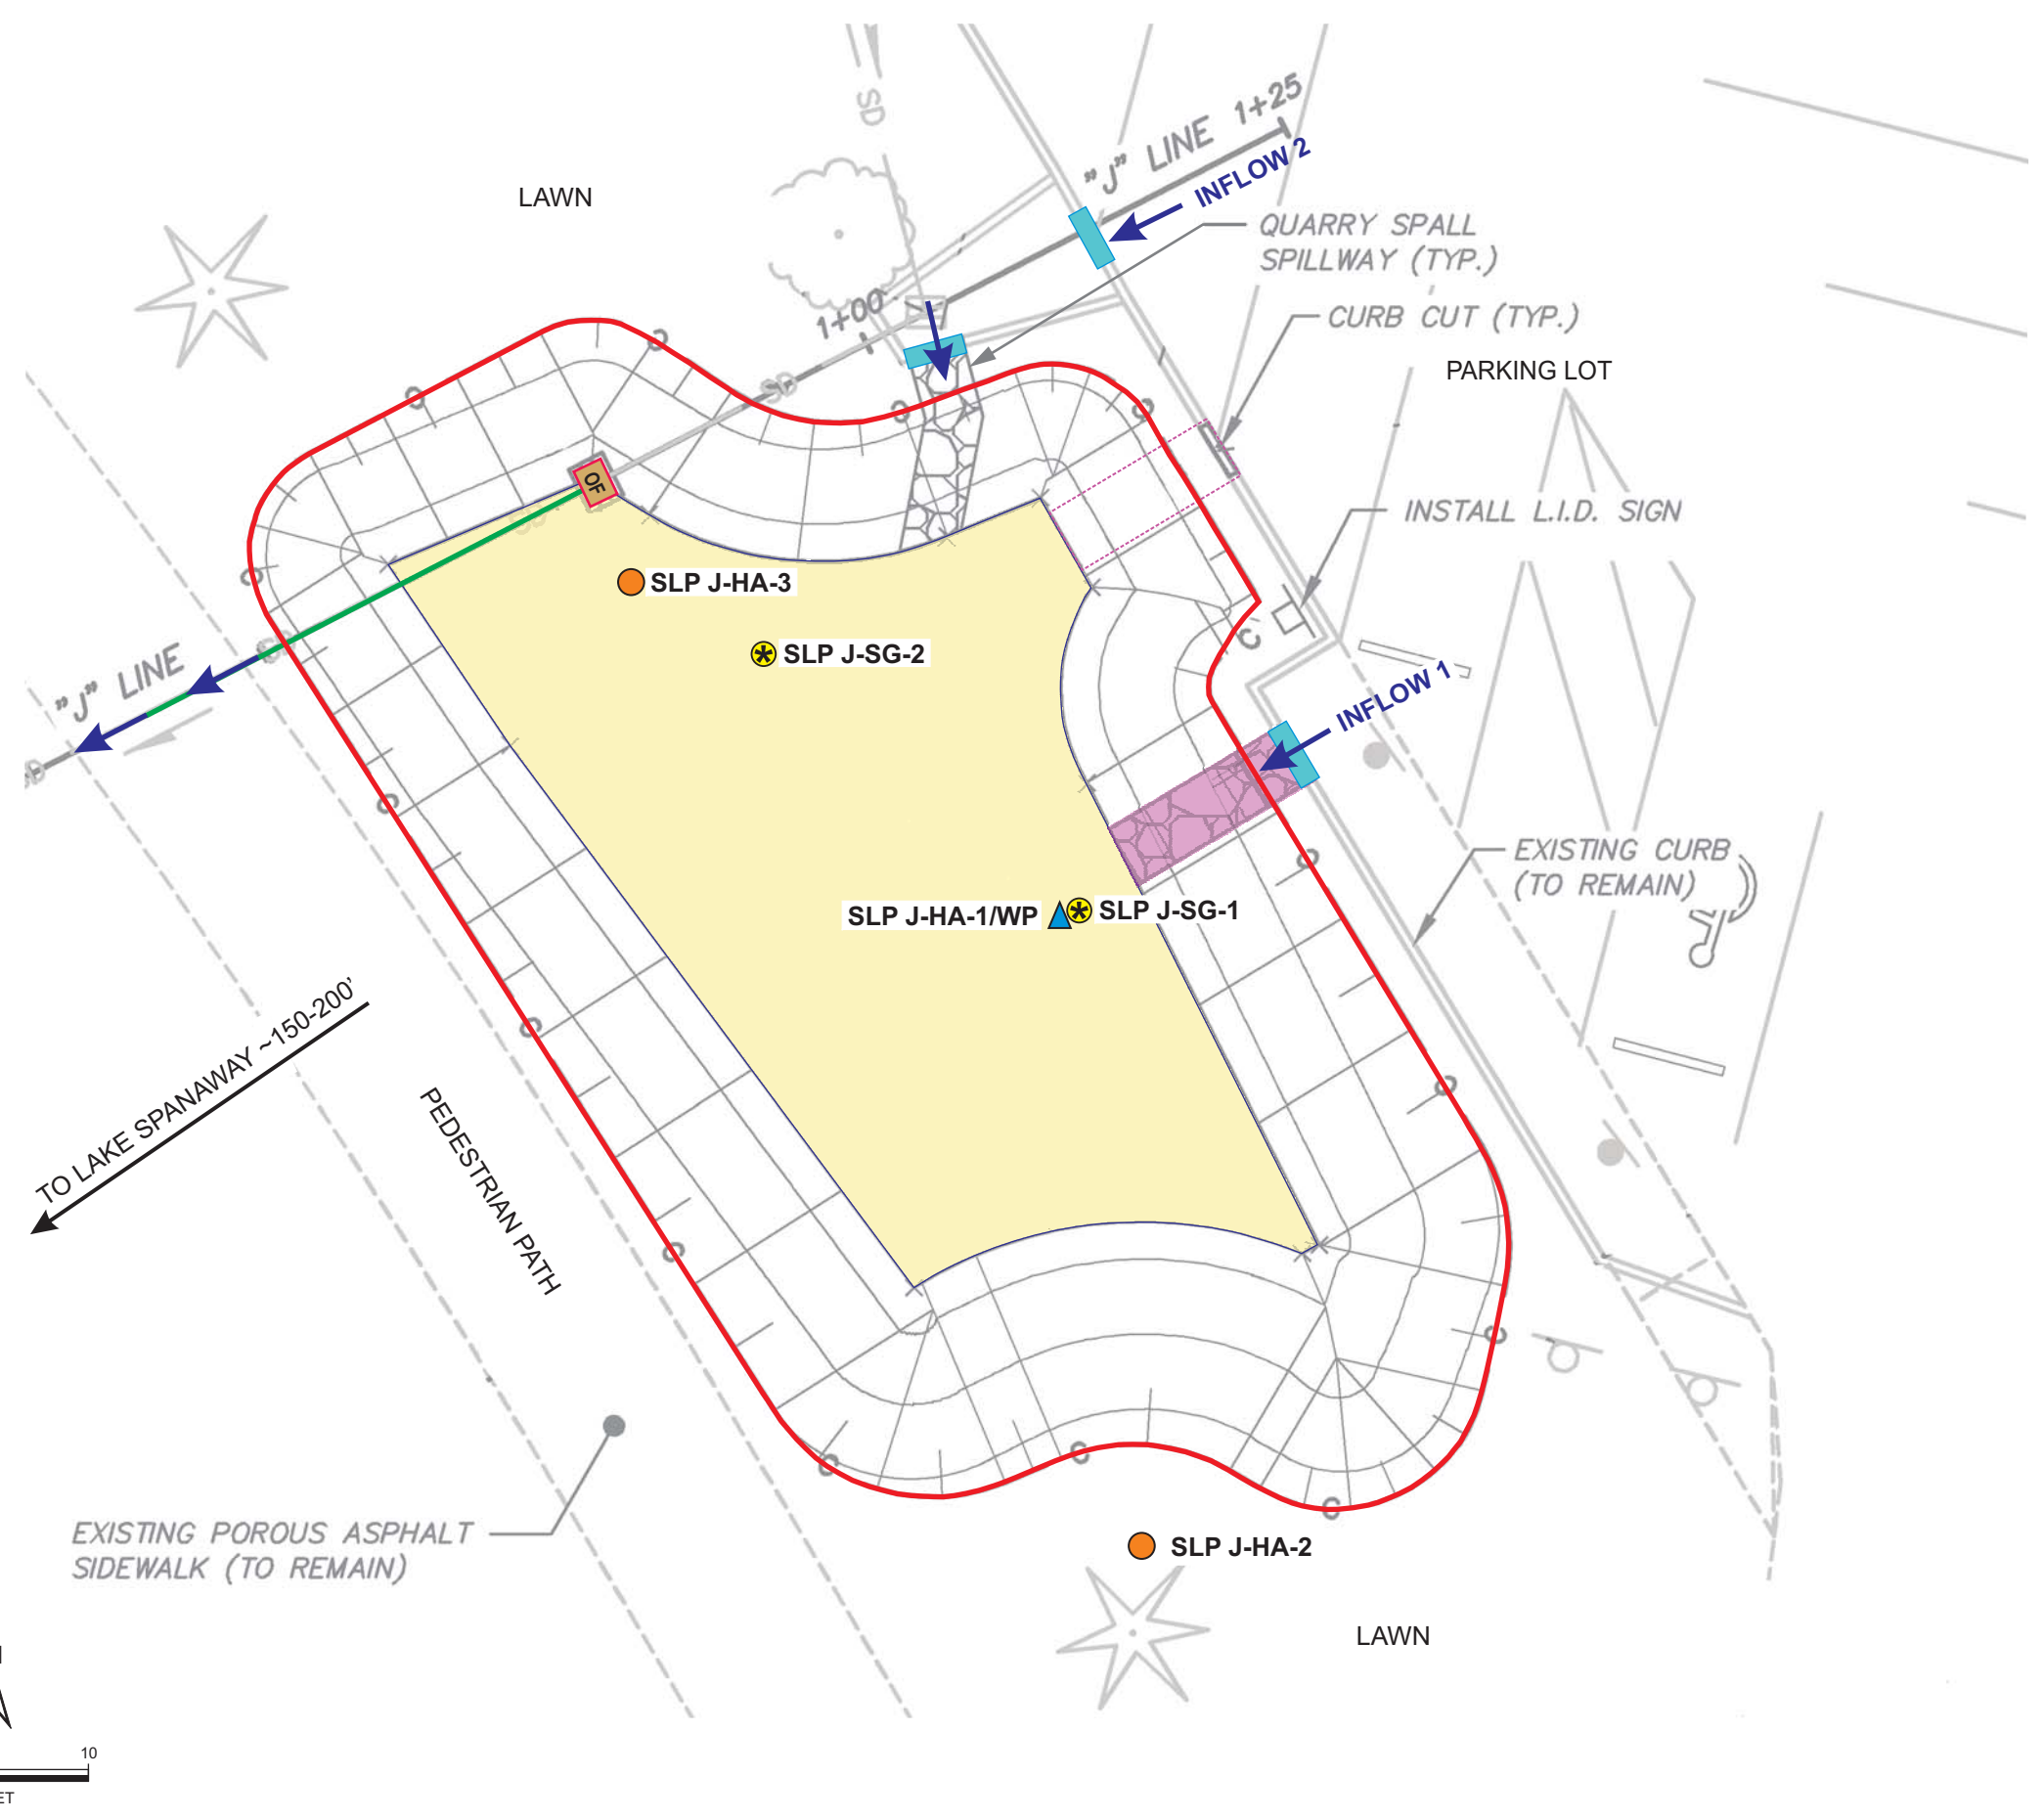 SD
"J" LINE 1+25
INFLOW 2
LAWN
QUARRY SPALL
SPILLWAY (TYP.)
1+00
CURB CUT (TYP.)
PARKING LOT
SD
OF
INSTALL L.I.D. SIGN
SLP J-HA-3
SLP J-SG-2
"J" LINE
SD
INFLOW 1
EXISTING CURB
(TO REMAIN)
SLP J-HA-1/WP
SLP J-SG-1
TO LAKE SPANAWAY ~150-200'
PEDESTRIAN PATH
EXISTING POROUS ASPHALT
SIDEWALK (TO REMAIN)
SLP J-HA-2
LAWN
10